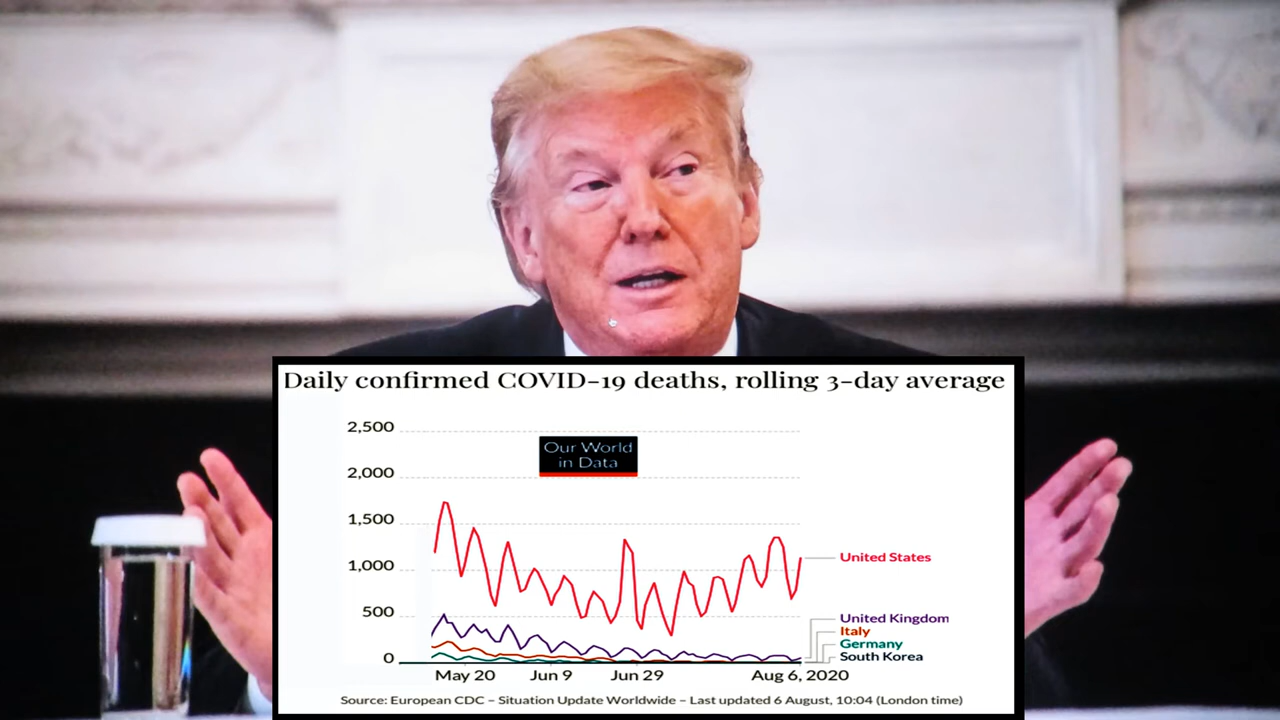 Daily confirmed COVID-19 deaths, rolling 3-day average
2,500
Our World
in Data
2,000
1,500
1,000
500
0
United States
United Kingdom
Italy
Germany
South Korea
May 20 Jun 9 Jun 29 Aug 6, 2020
Source: European CDC – Situation Update Worldwide – Last updated 6 August, 10:04 (London time)